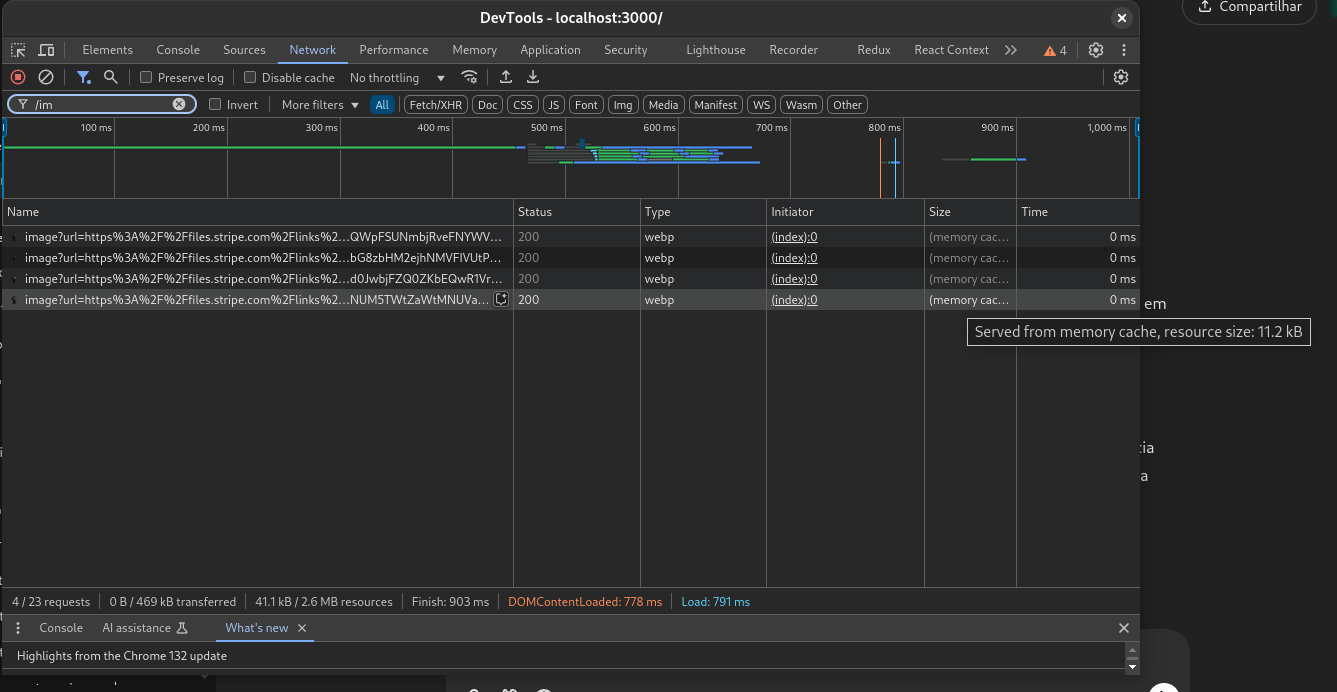 DevTools - localhost:3000/
Compartilhar
Elements Console Sources Network Performance Memory Application Security Lighthouse Recorder Redux React Context 4
Preserve log Disable cache No throttling
/im Invert More filters All Fetch/XHR Doc CSS JS Font Img Media Manifest WS Wasm Other
100 ms 200 ms 300 ms 400 ms 500 ms 600 ms 700 ms 800 ms 900 ms 1,000 ms
Name Status Type Initiator Size Time
image?url=https%3A%2F%2Ffiles.stripe.com%2Flinks%2...QWpFSUNmbjRveFNYWV... 200 webp (index):0 (memory cac... 0 ms
image?url=https%3A%2F%2Ffiles.stripe.com%2Flinks%2...bG8zbHM2ejhNMVFIVUtP... 200 webp (index):0 (memory cac... 0 ms
image?url=https%3A%2F%2Ffiles.stripe.com%2Flinks%2...d0JwbjFZQ0ZKbEQwR1Vr... 200 webp (index):0 (memory cac... 0 ms
image?url=https%3A%2F%2Ffiles.stripe.com%2Flinks%2...NUM5TWtZaWtMNUVa... 200 webp (index):0 (memory cac... 0 ms
em
Served from memory cache, resource size: 11.2 kB
cia
a
4 / 23 requests 0 B / 469 kB transferred 41.1 kB / 2.6 MB resources Finish: 903 ms DOMContentLoaded: 778 ms Load: 791 ms
Console AI assistance What's new
Highlights from the Chrome 132 update